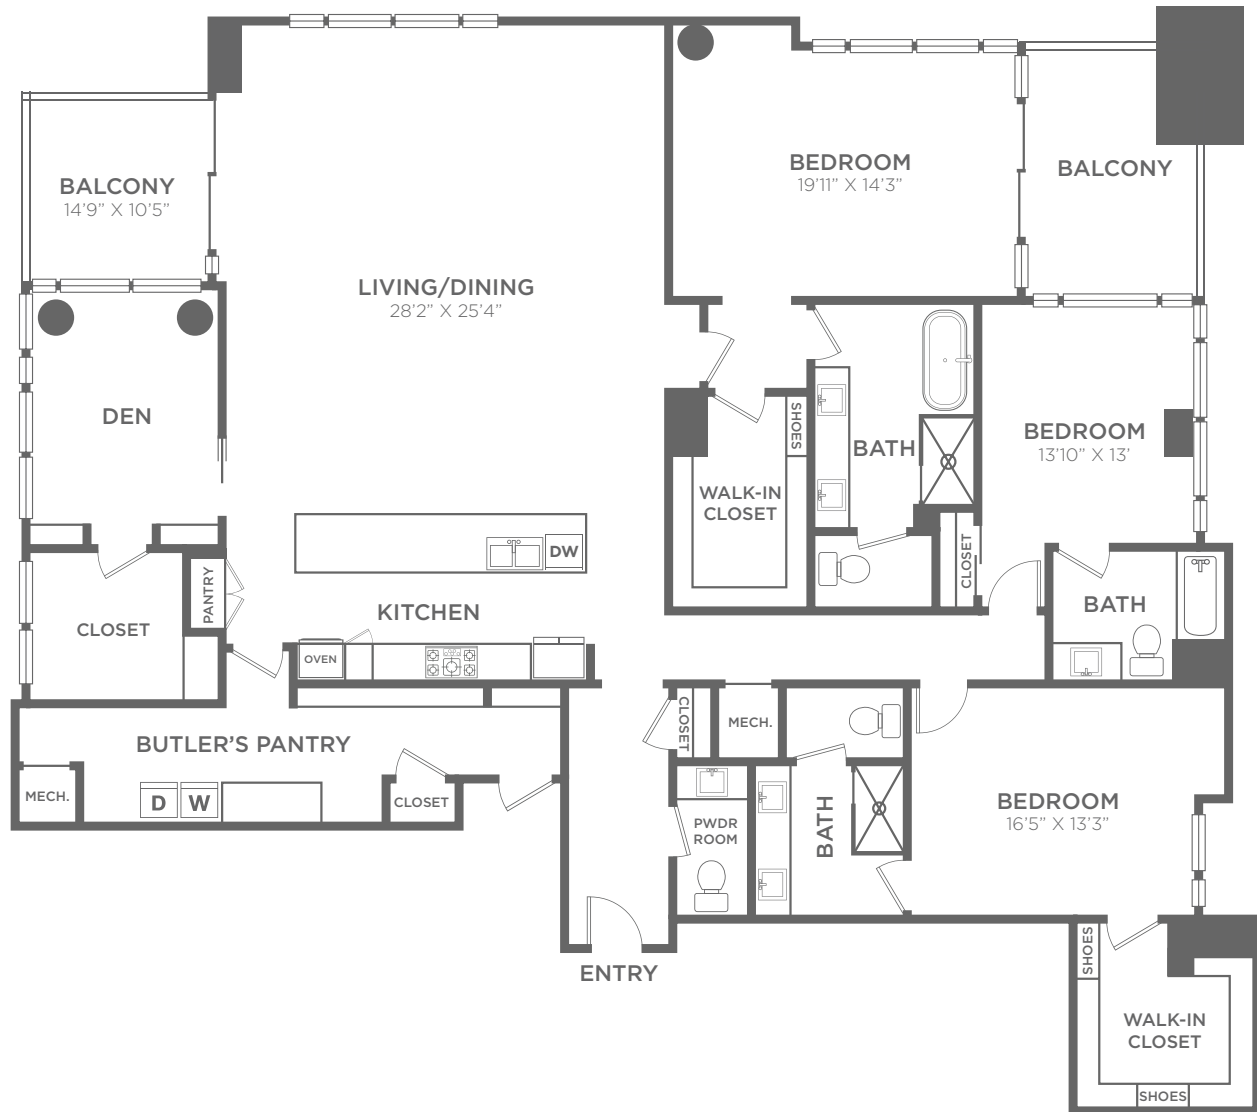 BALCONY
14’9” X 10’5”
LIVING/DINING
28’2” X 25’4”
BEDROOM
19’11” X 14’3”
BALCONY
DEN
BEDROOM
13’10” X 13’
SHOES
BATH
WALK-IN
CLOSET
CLOSET
DW
PANTRY
KITCHEN
CLOSET
BATH
OVEN
CLOSET
MECH.
BUTLER’S PANTRY
MECH.
D
W
CLOSET
PWDR
ROOM
BATH
BEDROOM
16’5” X 13’3”
ENTRY
SHOES
WALK-IN
CLOSET
SHOES